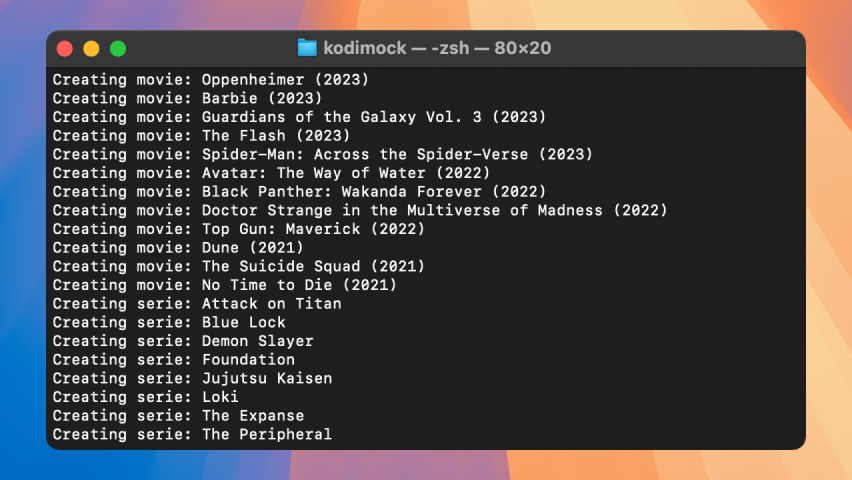 kodimock — -zsh — 80×20
Creating movie: Oppenheimer (2023)
Creating movie: Barbie (2023)
Creating movie: Guardians of the Galaxy Vol. 3 (2023)
Creating movie: The Flash (2023)
Creating movie: Spider-Man: Across the Spider-Verse (2023)
Creating movie: Avatar: The Way of Water (2022)
Creating movie: Black Panther: Wakanda Forever (2022)
Creating movie: Doctor Strange in the Multiverse of Madness (2022)
Creating movie: Top Gun: Maverick (2022)
Creating movie: Dune (2021)
Creating movie: The Suicide Squad (2021)
Creating movie: No Time to Die (2021)
Creating serie: Attack on Titan
Creating serie: Blue Lock
Creating serie: Demon Slayer
Creating serie: Foundation
Creating serie: Jujutsu Kaisen
Creating serie: Loki
Creating serie: The Expanse
Creating serie: The Peripheral